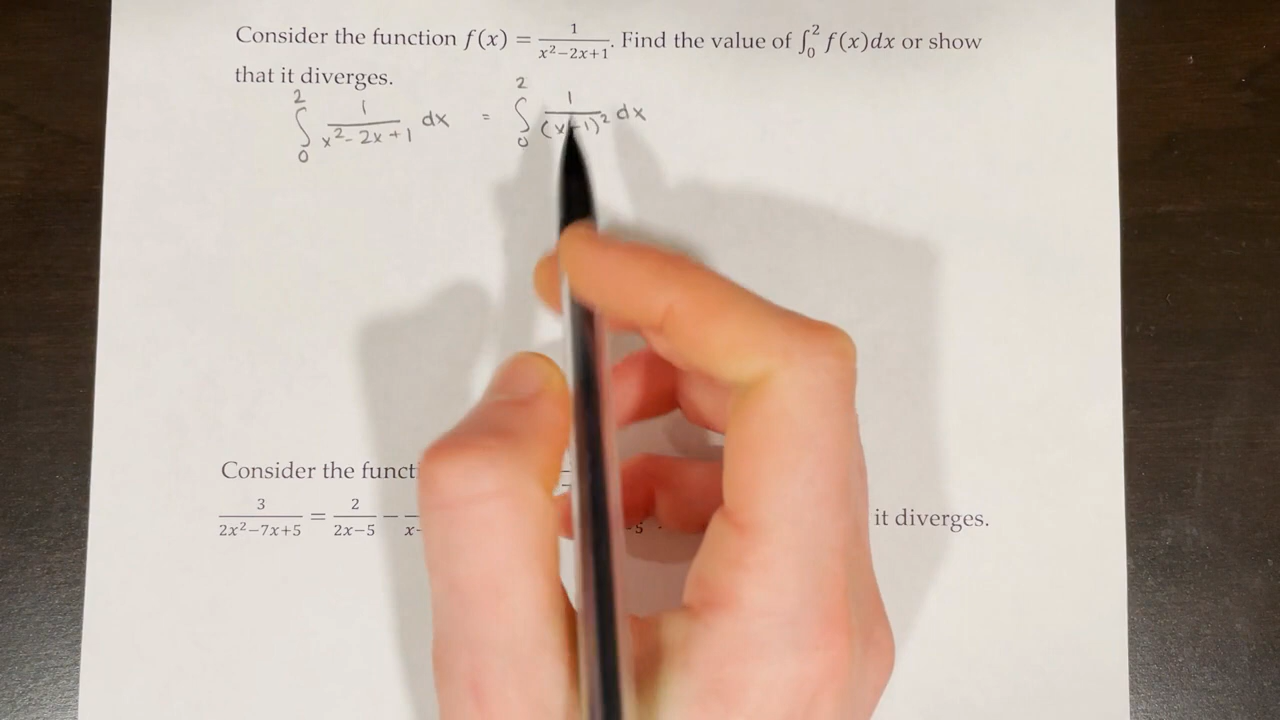 Consider the function f(x) = 1/(x²−2x+1). Find the value of ∫₀² f(x)dx or show
that it diverges.
∫₀² 1/(x²-2x+1) dx = ∫₀² 1/(x-1)² dx
Consider the
3/(2x²−7x+5) = 2/(2x−5) − it diverges.